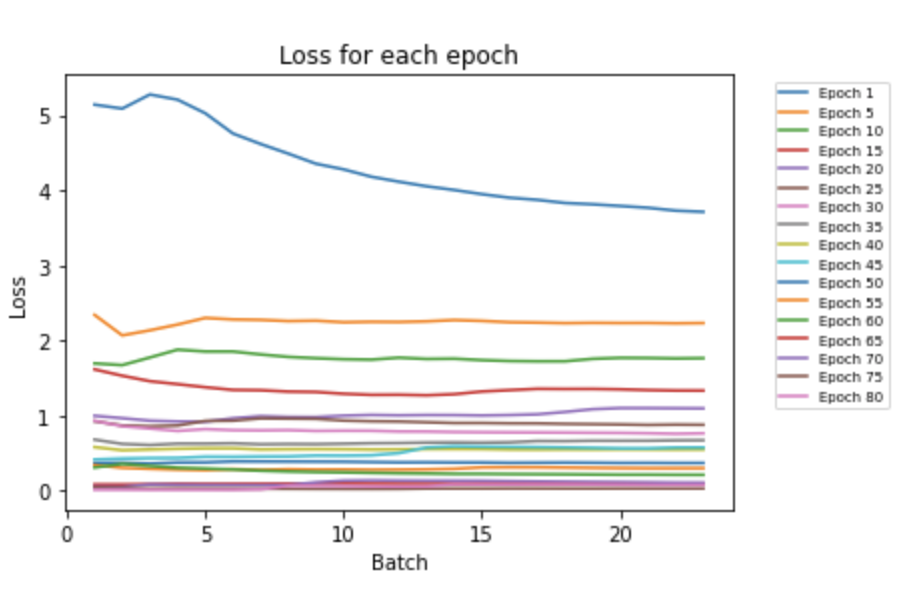 Loss for each epoch
Loss
5
4
3
2
1
0
0 5 10 15 20
Batch
Epoch 1
Epoch 5
Epoch 10
Epoch 15
Epoch 20
Epoch 25
Epoch 30
Epoch 35
Epoch 40
Epoch 45
Epoch 50
Epoch 55
Epoch 60
Epoch 65
Epoch 70
Epoch 75
Epoch 80